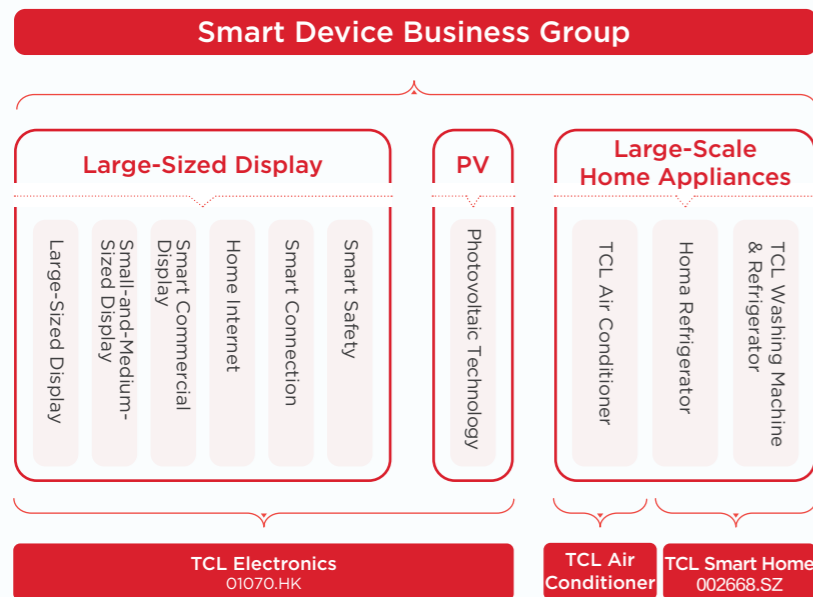 Smart Device Business Group
Large-Sized Display
PV
Large-Scale
Home Appliances
Large-Sized Display
Small-and-Medium-
Sized Display
Smart Commercial
Display
Home Internet
Smart Connection
Smart Safety
Photovoltaic Technology
TCL Air Conditioner
Homa Refrigerator
TCL Washing Machine
& Refrigerator
TCL Electronics
01070.HK
TCL Air
Conditioner
TCL Smart Home
002668.SZ